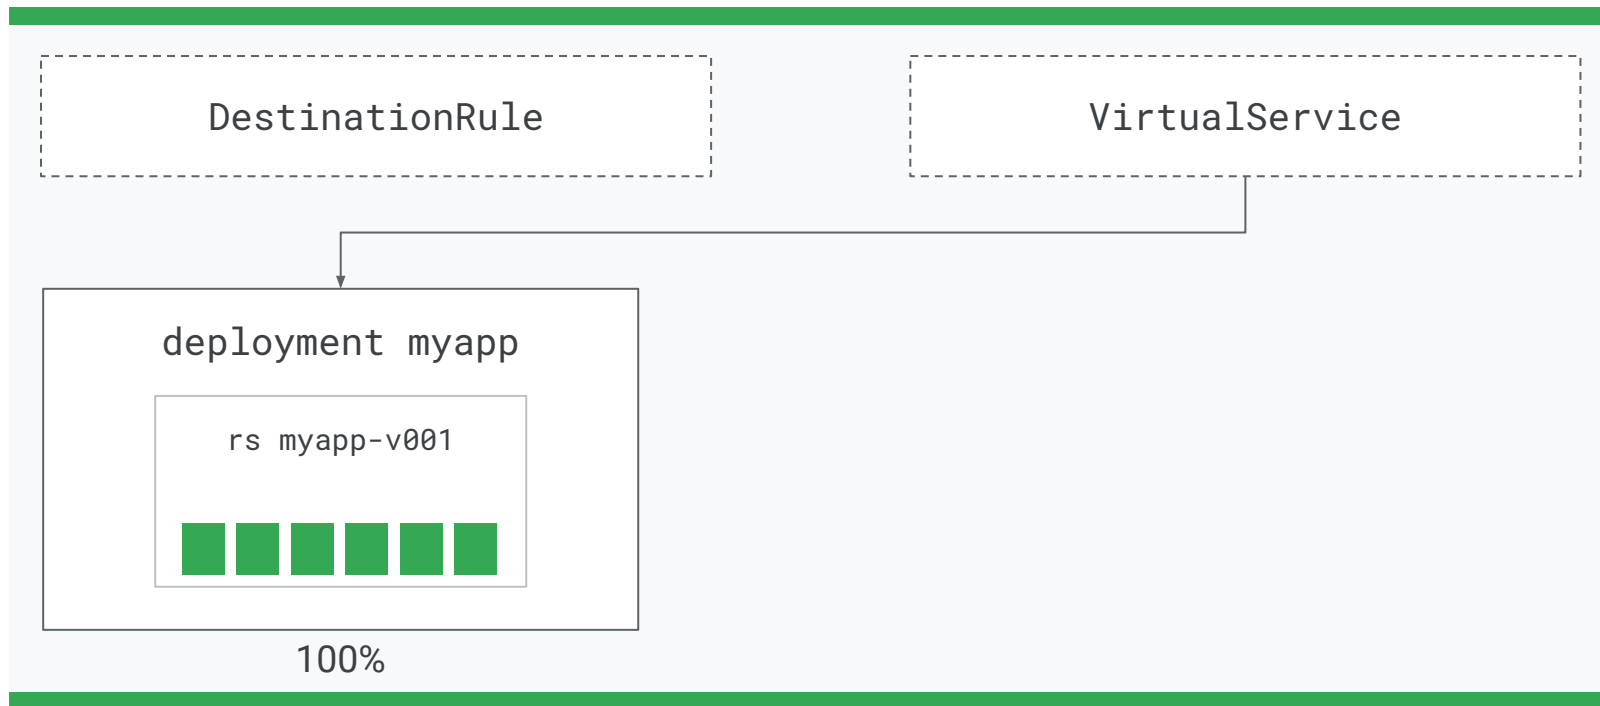 DestinationRule
VirtualService
deployment myapp
rs myapp-v001
100%